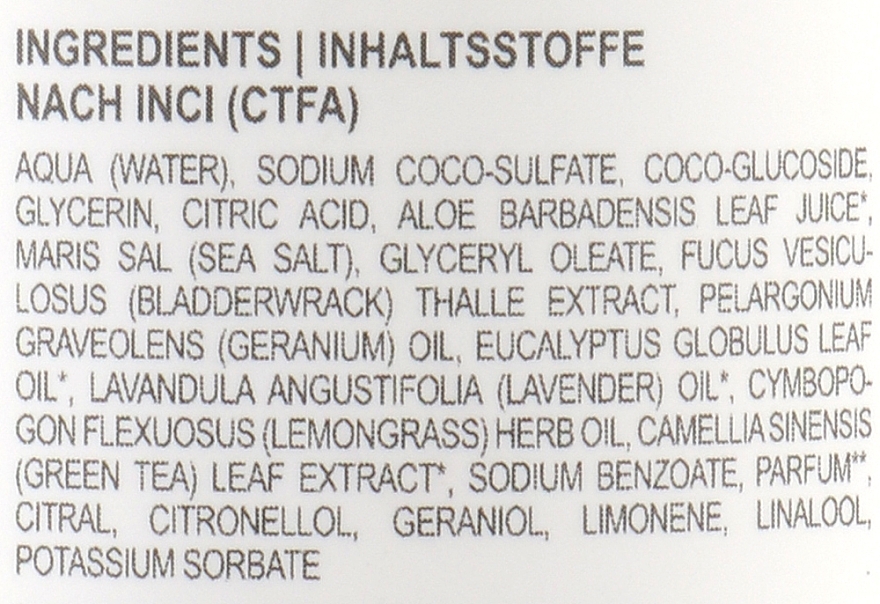 INGREDIENTS | INHALTSSTOFFE
NACH INCI (CTFA)
AQUA (WATER), SODIUM COCO-SULFATE, COCO-GLUCOSIDE,
GLYCERIN, CITRIC ACID, ALOE BARBADENSIS LEAF JUICE*,
MARIS SAL (SEA SALT), GLYCERYL OLEATE, FUCUS VESICU-
LOSUS (BLADDERWRACK) THALLE EXTRACT, PELARGONIUM
GRAVEOLENS (GERANIUM) OIL, EUCALYPTUS GLOBULUS LEAF
OIL*, LAVANDULA ANGUSTIFOLIA (LAVENDER) OIL*, CYMBOPO-
GON FLEXUOSUS (LEMONGRASS) HERB OIL, CAMELLIA SINENSIS
(GREEN TEA) LEAF EXTRACT*, SODIUM BENZOATE, PARFUM**,
CITRAL, CITRONELLOL, GERANIOL, LIMONENE, LINALOOL,
POTASSIUM SORBATE